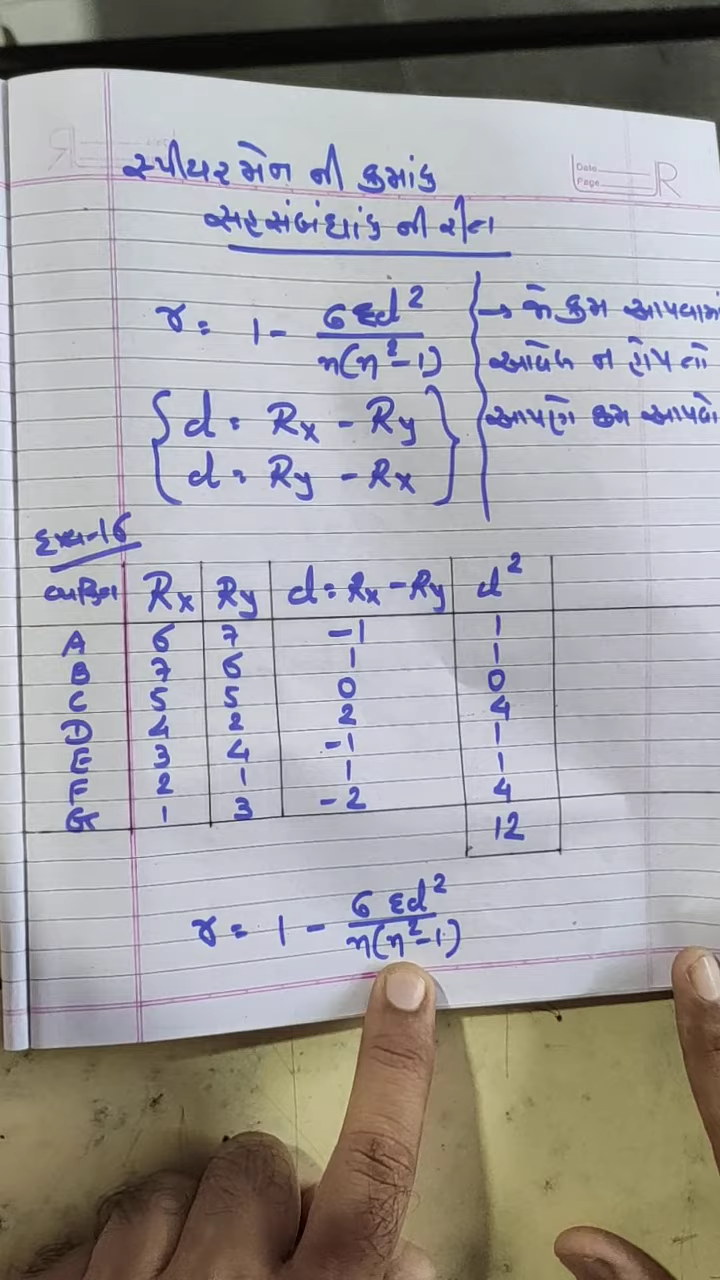 Date
Page
R
સ્પીયરમેન ની ક્રમાંક
સહસંબંધાંક ની રીત
r = 1 - 6Σd² / n(n² - 1)
{ d = Rx - Ry }
{ d = Ry - Rx }
→ જો ક્રમ આપવામાં
આવેલ ન હોય તો
આપણે ક્રમ આપવો
ઉદા-16
વ્યક્તિ Rx Ry d = Rx - Ry d²
A 6 7 -1 1
B 7 6 1 1
C 5 5 0 0
D 4 2 2 4
E 3 4 -1 1
F 2 1 1 1
G 1 3 -2 4
12
r = 1 - 6Σd² / n(n² - 1)